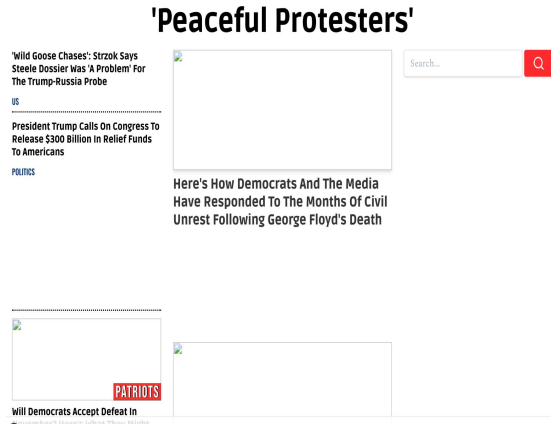 'Peaceful Protesters'
'Wild Goose Chases': Strzok Says
Steele Dossier Was 'A Problem' For
The Trump-Russia Probe
US
President Trump Calls On Congress To
Release $300 Billion In Relief Funds
To Americans
POLITICS
PATRIOTS
Will Democrats Accept Defeat In
Here's How Democrats And The Media
Have Responded To The Months Of Civil
Unrest Following George Floyd's Death
Search...